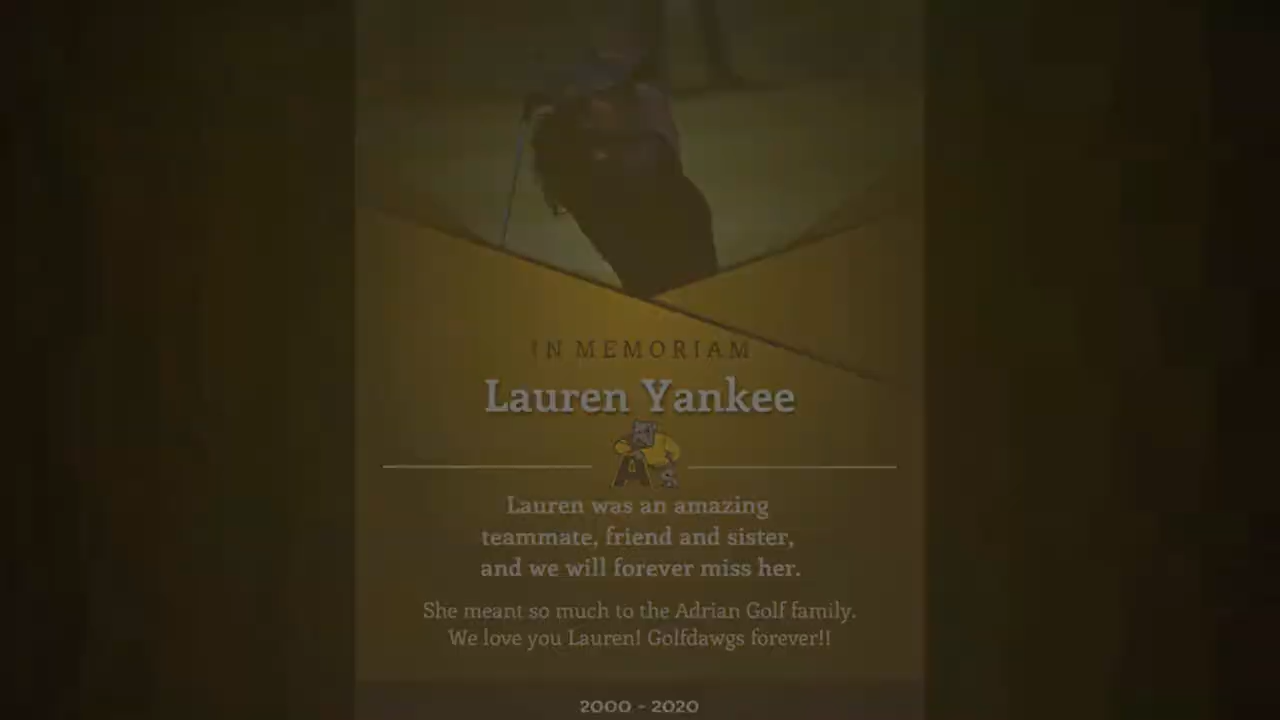 IN MEMORIAM
Lauren Yankee
A
Lauren was an amazing
teammate, friend and sister,
and we will forever miss her.
She meant so much to the Adrian Golf family.
We love you Lauren! Golfdawgs forever!!
2000 - 2020